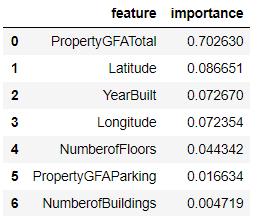 feature importance
0 PropertyGFATotal 0.702630
1 Latitude 0.086651
2 YearBuilt 0.072670
3 Longitude 0.072354
4 NumberofFloors 0.044342
5 PropertyGFAParking 0.016634
6 NumberofBuildings 0.004719